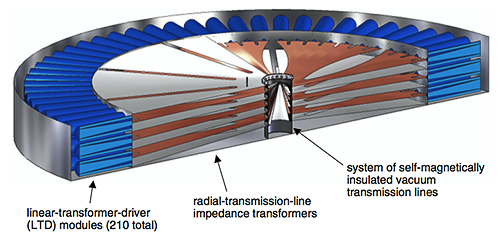 linear-transformer-driver
(LTD) modules (210 total)
radial-transmission-line
impedance transformers
system of self-magnetically
insulated vacuum
transmission lines